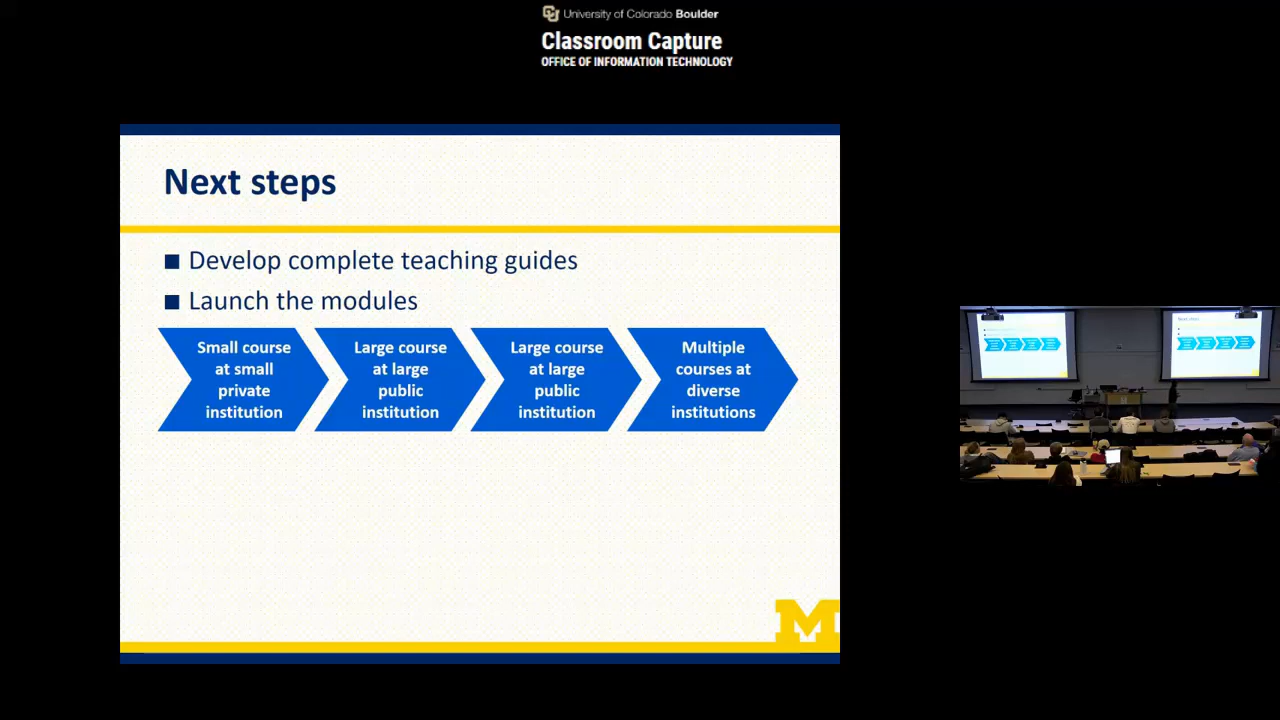 University of Colorado Boulder
Classroom Capture
OFFICE OF INFORMATION TECHNOLOGY
Next steps
Develop complete teaching guides
Launch the modules
Small course
at small
private
institution
Large course
at large
public
institution
Large course
at large
public
institution
Multiple
courses at
diverse
institutions
M
Next steps